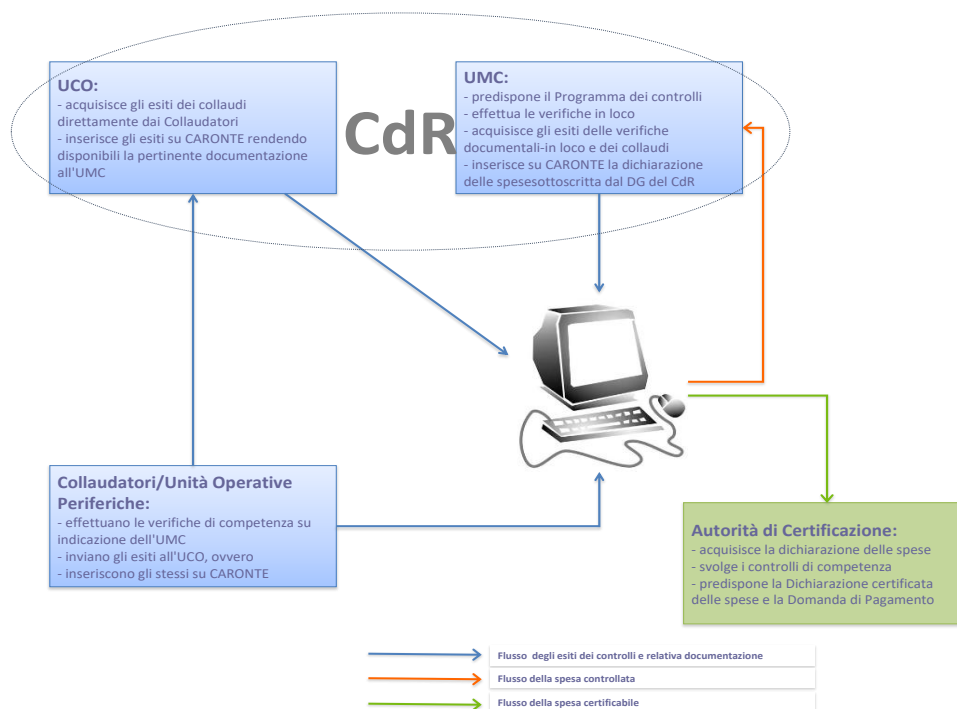 UCO:
- acquisisce gli esiti dei collaudi
direttamente dai Collaudatori
- inserisce gli esiti su CARONTE rendendo
disponibili la pertinente documentazione
all'UMC
CdR
UMC:
- predispone il Programma dei controlli
- effettua le verifiche in loco
- acquisisce gli esiti delle verifiche
documentali-in loco e dei collaudi
- inserisce su CARONTE la dichiarazione
delle spesesottoscritta dal DG del CdR
Collaudatori/Unità Operative
Periferiche:
- effettuano le verifiche di competenza su
indicazione dell'UMC
- inviano gli esiti all'UCO, ovvero
- inseriscono gli stessi su CARONTE
Autorità di Certificazione:
- acquisisce la dichiarazione delle spese
- svolge i controlli di competenza
- predispone la Dichiarazione certificata
delle spese e la Domanda di Pagamento
Flusso degli esiti dei controlli e relativa documentazione
Flusso della spesa controllata
Flusso della spesa certificabile